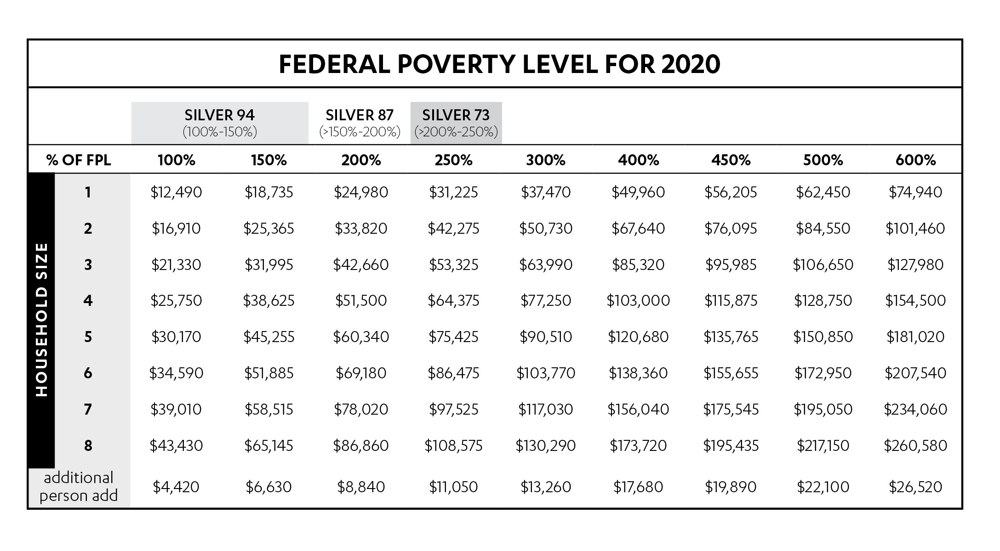 FEDERAL POVERTY LEVEL FOR 2020
SILVER 94 SILVER 87 SILVER 73
(100%-150%) (>150%-200%) (>200%-250%)
% OF FPL 100% 150% 200% 250% 300% 400% 450% 500% 600%
HOUSEHOLD SIZE
1 $12,490 $18,735 $24,980 $31,225 $37,470 $49,960 $56,205 $62,450 $74,940
2 $16,910 $25,365 $33,820 $42,275 $50,730 $67,640 $76,095 $84,550 $101,460
3 $21,330 $31,995 $42,660 $53,325 $63,990 $85,320 $95,985 $106,650 $127,980
4 $25,750 $38,625 $51,500 $64,375 $77,250 $103,000 $115,875 $128,750 $154,500
5 $30,170 $45,255 $60,340 $75,425 $90,510 $120,680 $135,765 $150,850 $181,020
6 $34,590 $51,885 $69,180 $86,475 $103,770 $138,360 $155,655 $172,950 $207,540
7 $39,010 $58,515 $78,020 $97,525 $117,030 $156,040 $175,545 $195,050 $234,060
8 $43,430 $65,145 $86,860 $108,575 $130,290 $173,720 $195,435 $217,150 $260,580
additional
person add $4,420 $6,630 $8,840 $11,050 $13,260 $17,680 $19,890 $22,100 $26,520